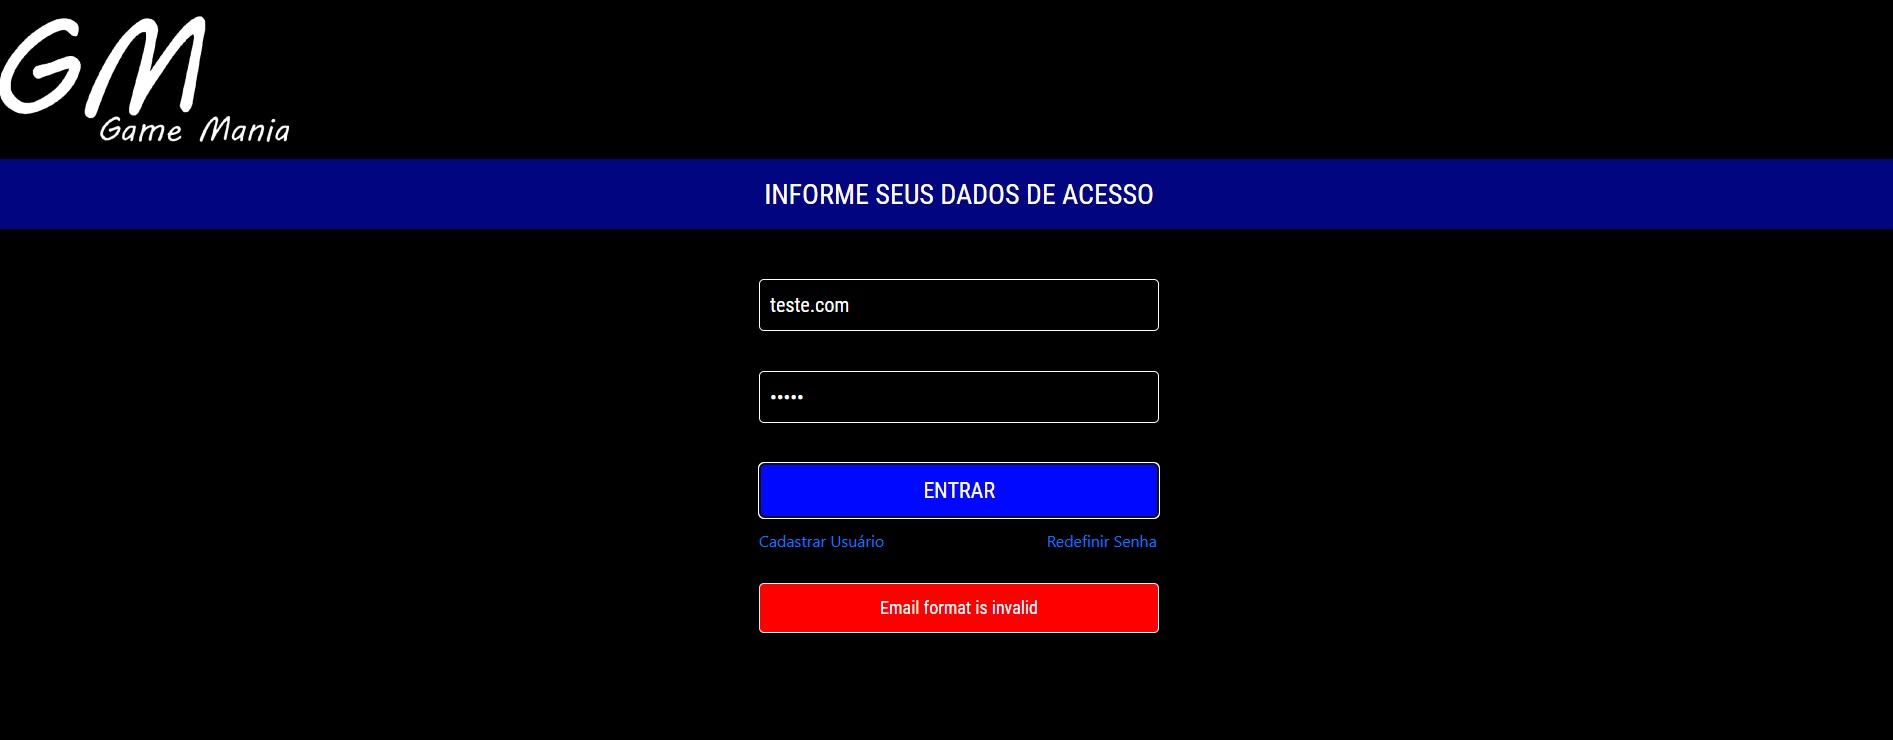 GM
Game Mania
INFORME SEUS DADOS DE ACESSO
teste.com
•••••
ENTRAR
Cadastrar Usuário Redefinir Senha
Email format is invalid